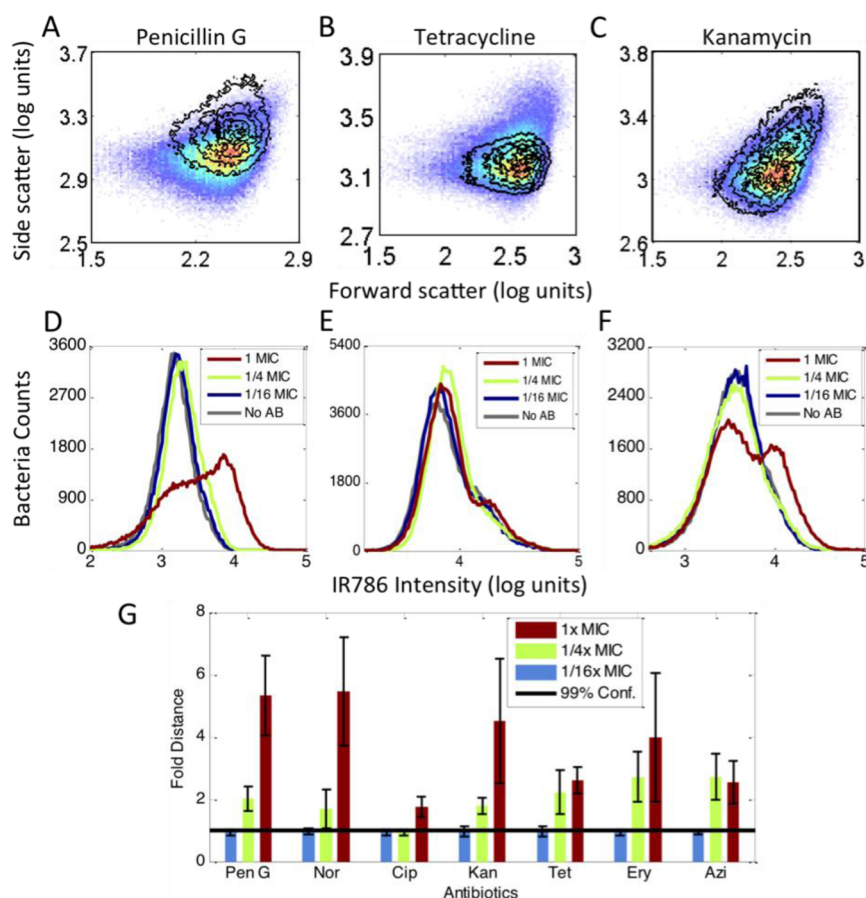 A Penicillin G
B Tetracycline
C Kanamycin
Side scatter (log units)
3.7
3.3
2.9
2.5
1.5 2.2 2.9
3.9
3.5
3.1
2.7
1.5 2 2.5 3
3.8
3.4
3
2.6
1.5 2 2.5 3
Forward scatter (log units)
D
Bacteria Counts
3600
2700
1800
900
0
2 3 4 5
1 MIC
1/4 MIC
1/16 MIC
No AB
E
5400
3600
1800
0
4 5
1 MIC
1/4 MIC
1/16 MIC
No AB
F
3200
2400
1600
800
0
3 4 5
1 MIC
1/4 MIC
1/16 MIC
No AB
IR786 Intensity (log units)
G
Fold Distance
8
6
4
2
0
1x MIC
1/4x MIC
1/16x MIC
99% Conf.
Pen G Nor Cip Kan Tet Ery Azi
Antibiotics